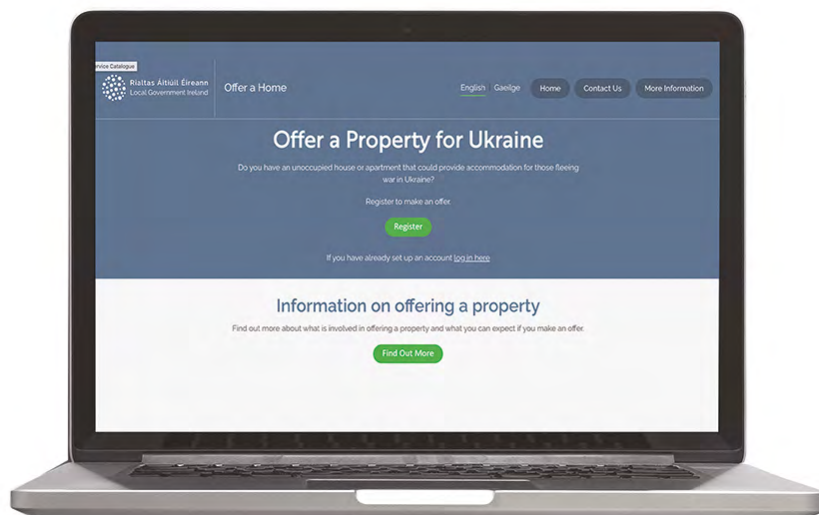 Service Catalogue
Rialtas Áitiúil Éireann
Local Government Ireland
Offer a Home
English Gaeilge Home Contact Us More Information
Offer a Property for Ukraine
Do you have an unoccupied house or apartment that could provide accommodation for those fleeing
war in Ukraine?
Register to make an offer.
Register
If you have already set up an account log in here
Information on offering a property
Find out more about what is involved in offering a property and what you can expect if you make an offer.
Find Out More